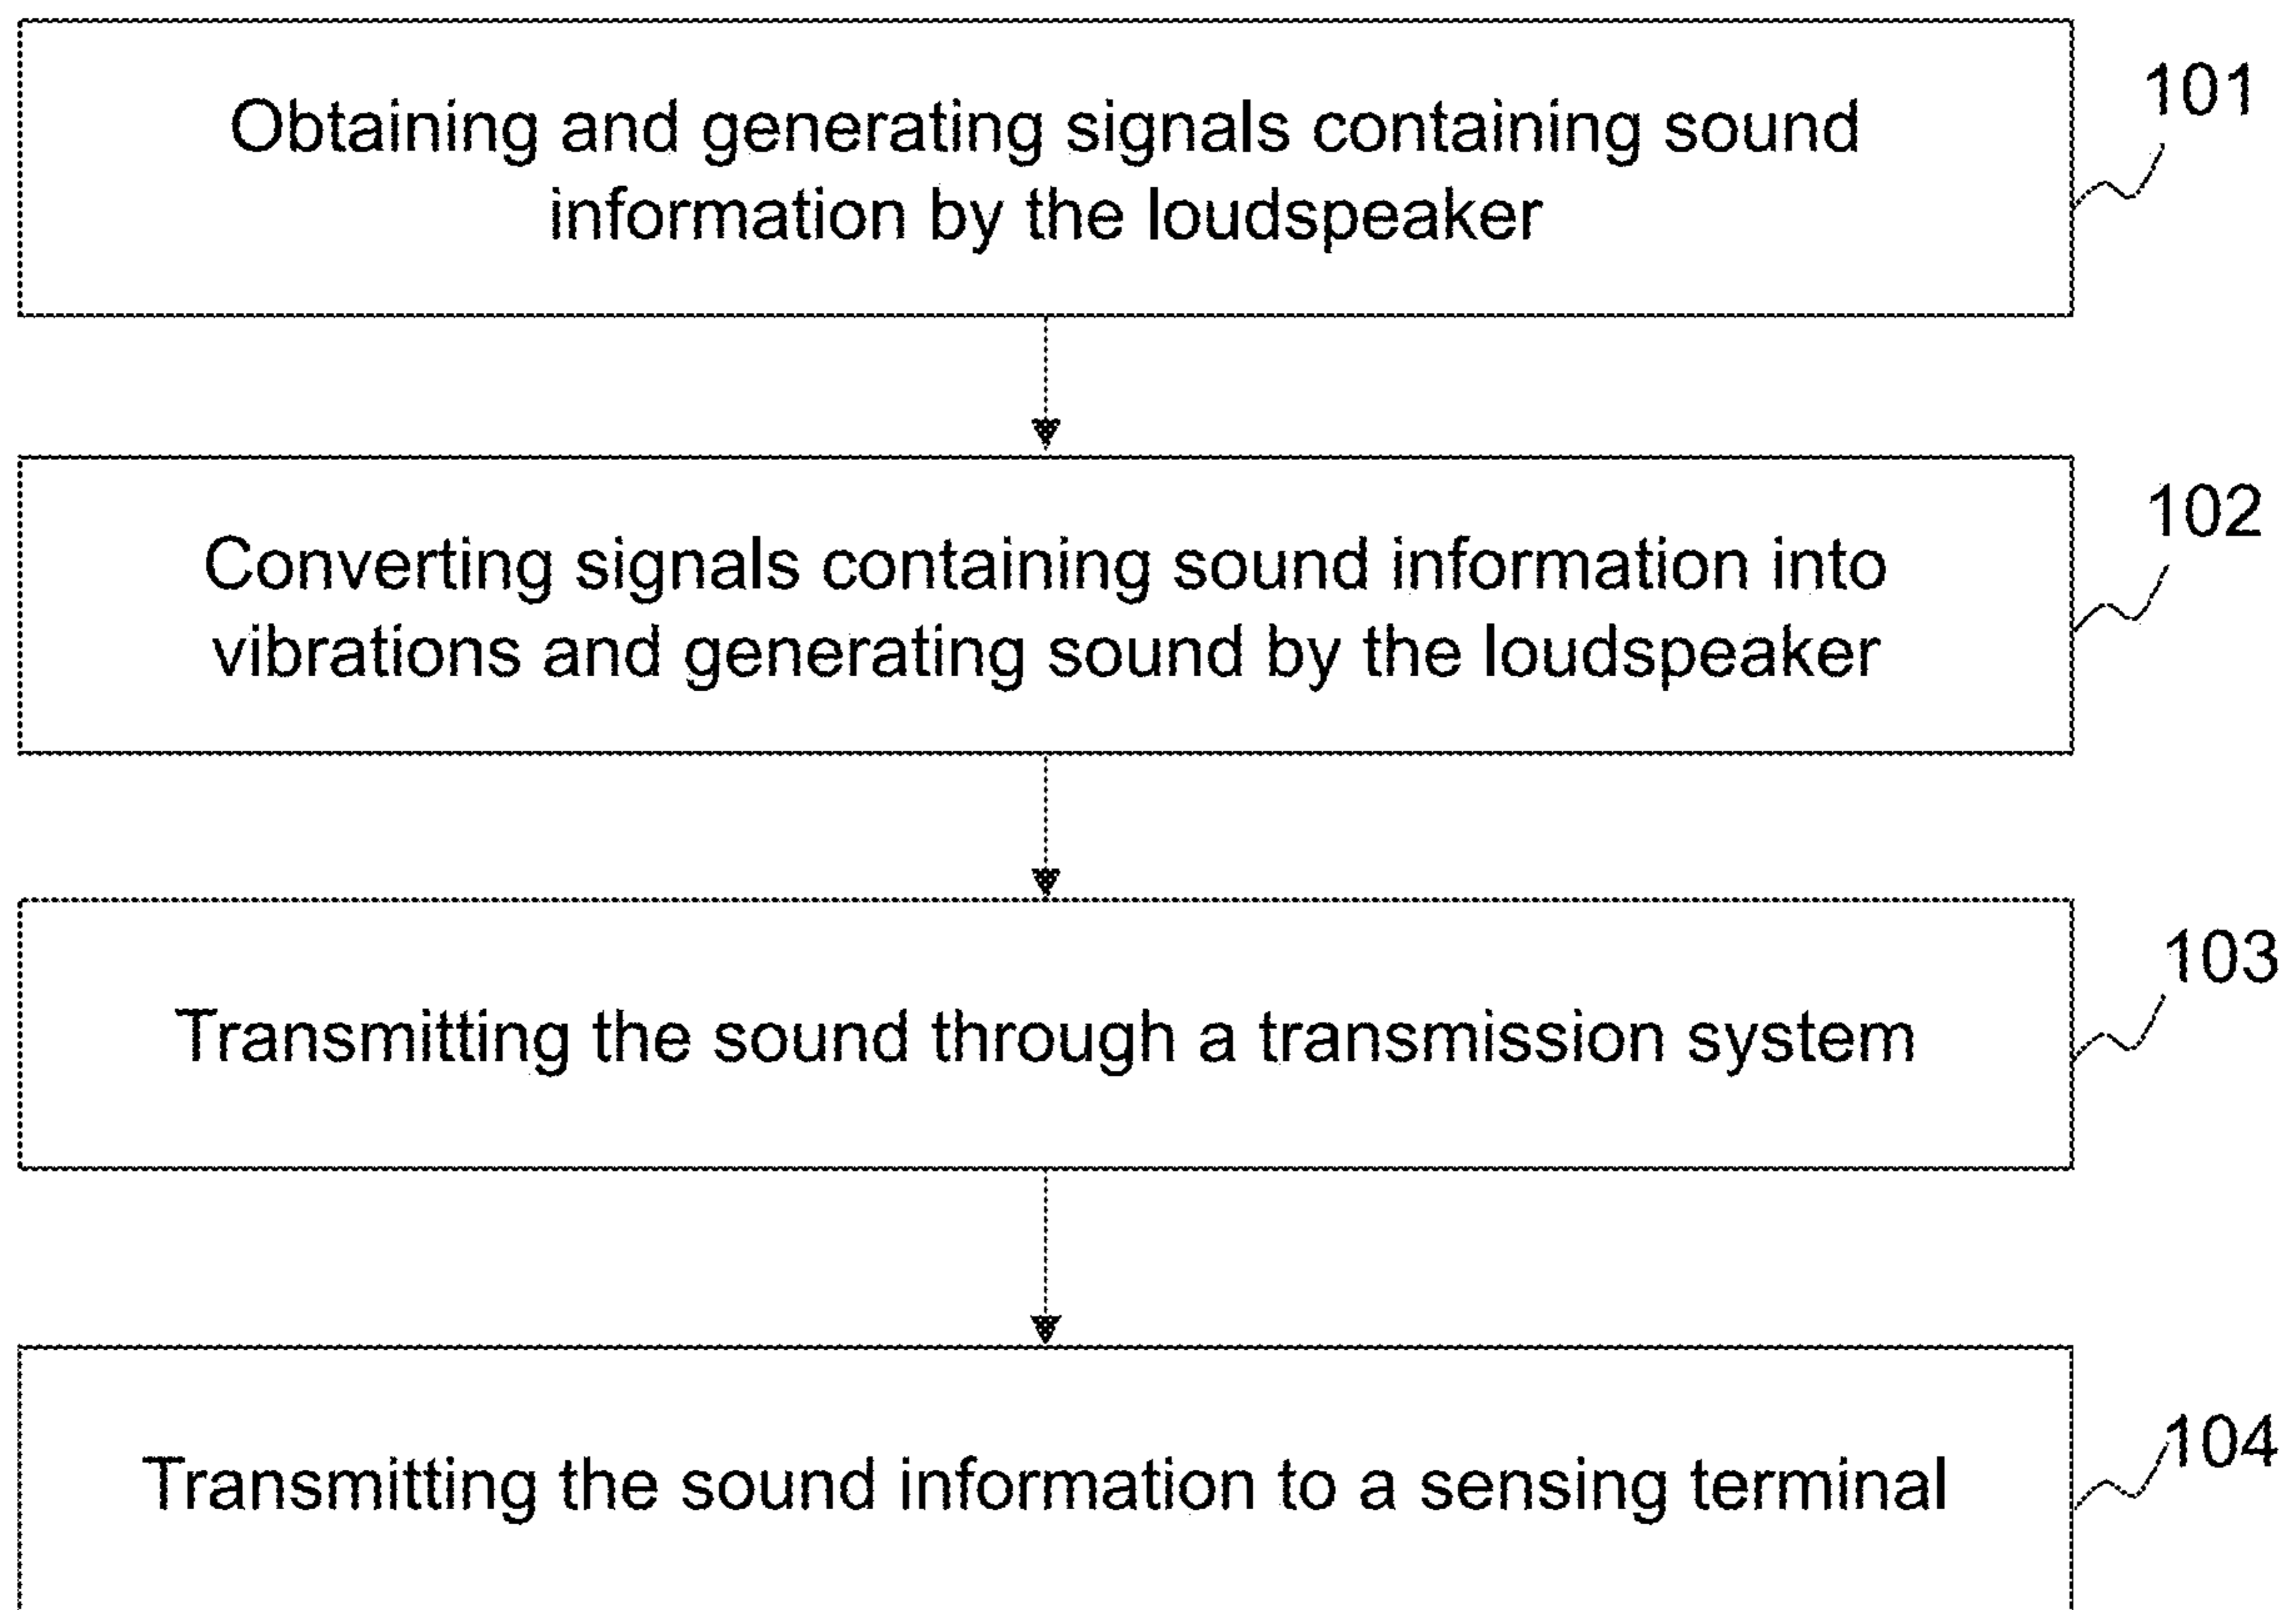 Obtaining and generating signals containing sound
information by the loudspeaker
101
Converting signals containing sound information into
vibrations and generating sound by the loudspeaker
102
Transmitting the sound through a transmission system
103
Transmitting the sound information to a sensing terminal
104